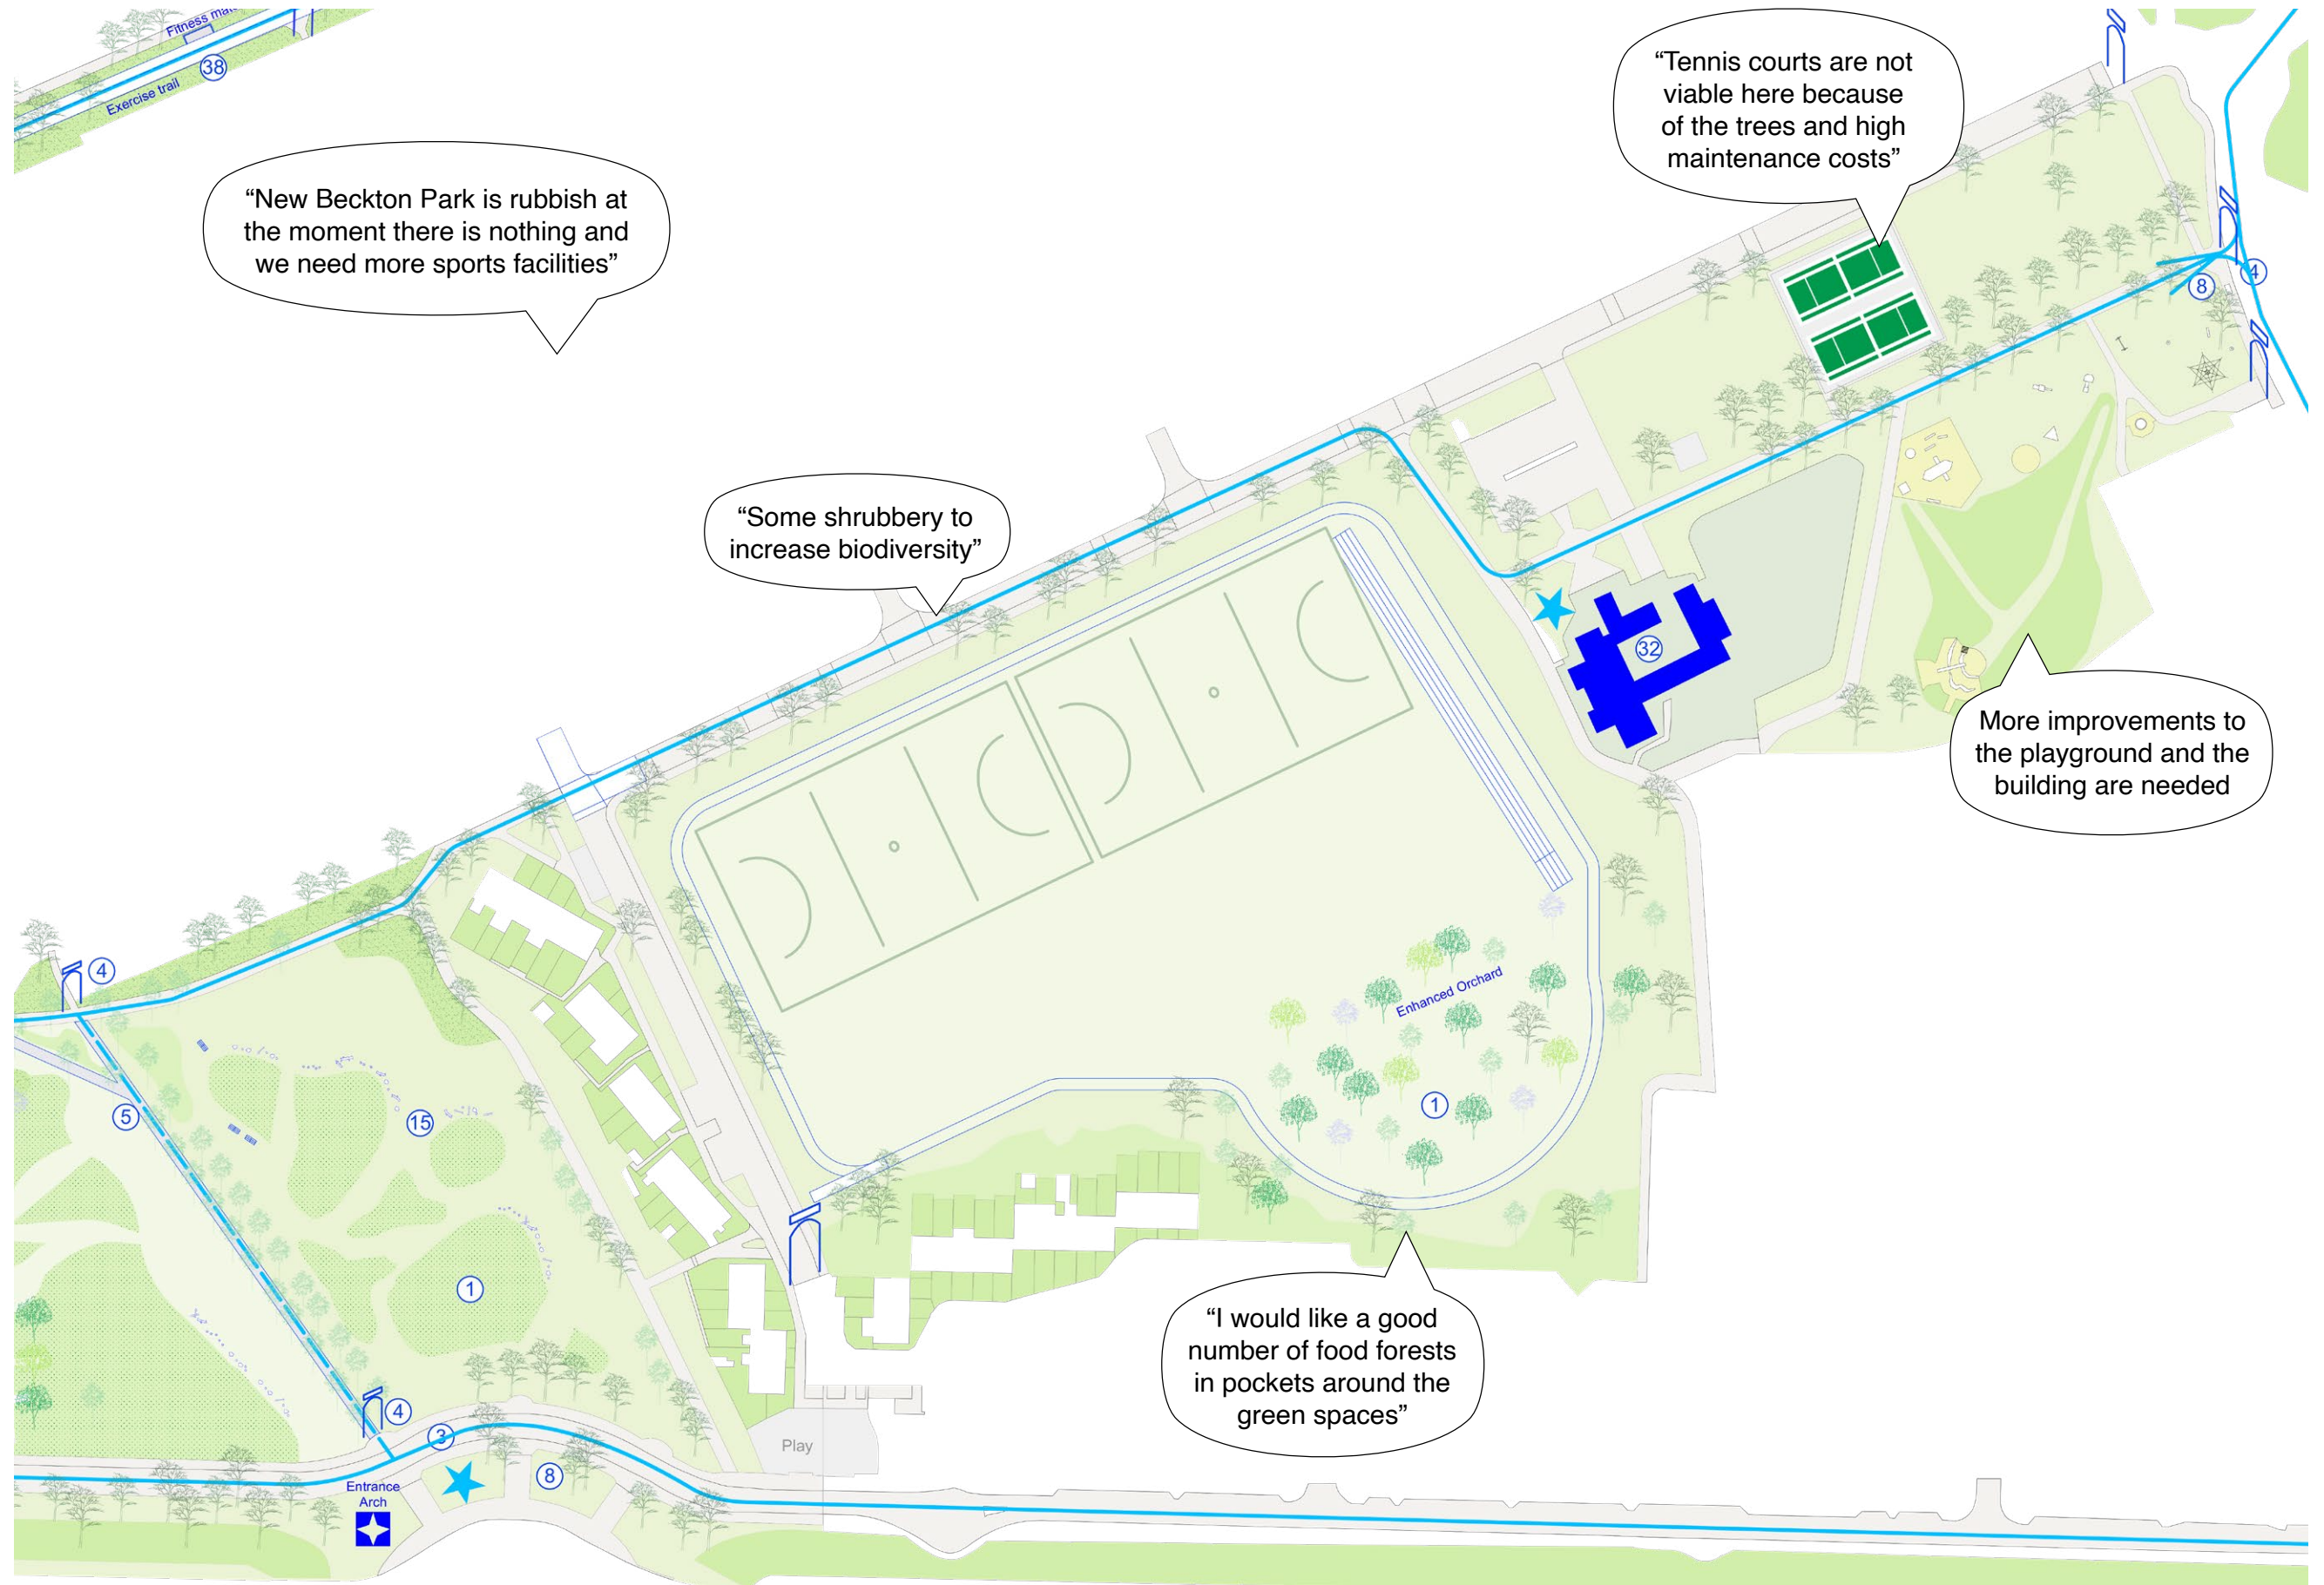 Fitness
38
Exercise trail
“Tennis courts are not
viable here because
of the trees and high
maintenance costs”
“New Beckton Park is rubbish at
the moment there is nothing and
we need more sports facilities”
4
8
“Some shrubbery to
increase biodiversity”
32
More improvements to
the playground and the
building are needed
4
Enhanced Orchard
5
15
1
1
“I would like a good
number of food forests
in pockets around the
green spaces”
4
3
Play
8
Entrance
Arch